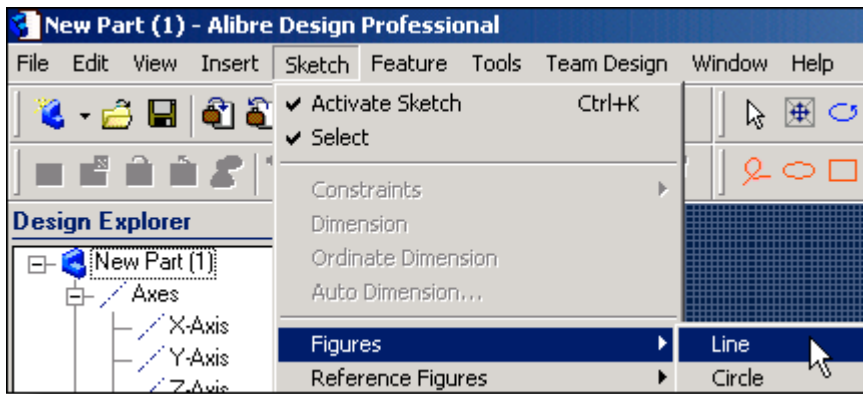 New Part (1) - Alibre Design Professional
File Edit View Insert Sketch Feature Tools Team Design Window Help
Activate Sketch Ctrl+K
Select
Constraints
Dimension
Ordinate Dimension
Auto Dimension...
Figures
Reference Figures
Line
Circle
Design Explorer
New Part (1)
Axes
X-Axis
Y-Axis
Z-Axis